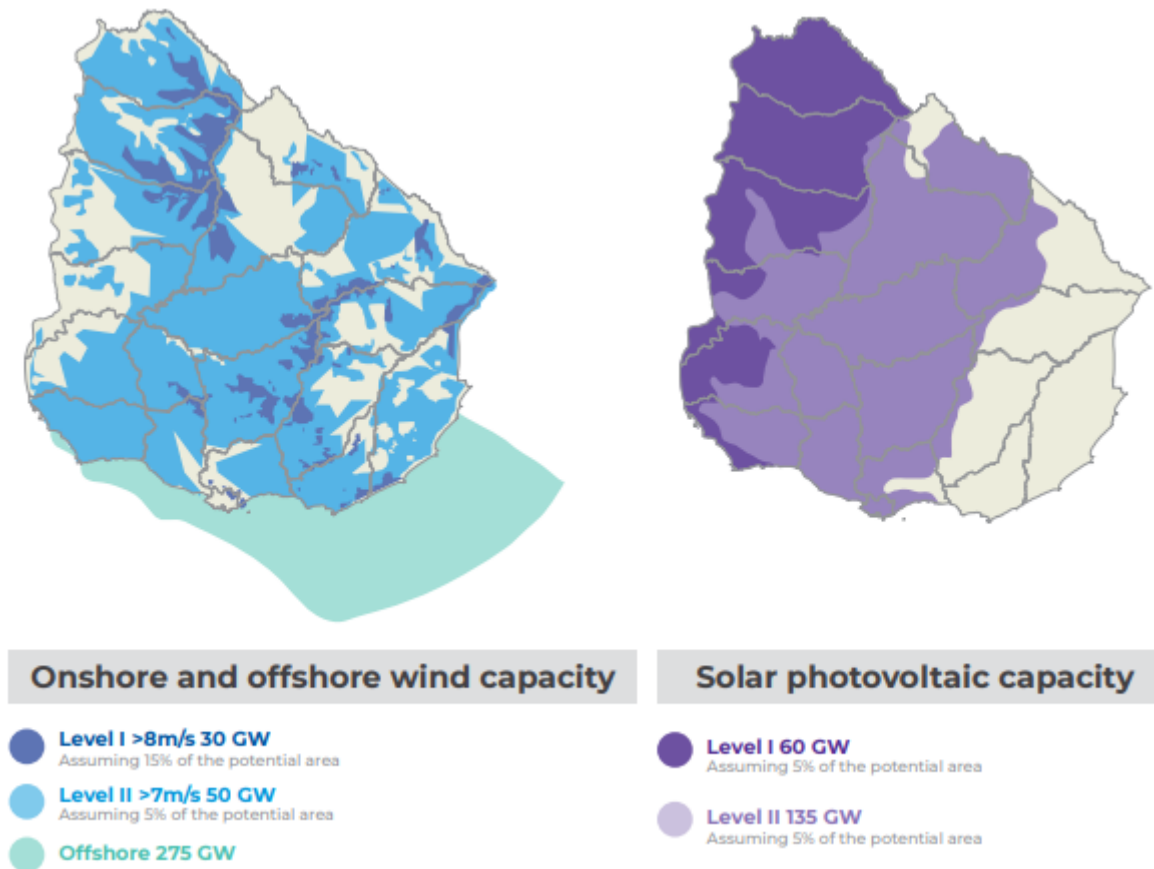 Onshore and offshore wind capacity
Level I >8m/s 30 GW
Assuming 15% of the potential area
Level II >7m/s 50 GW
Assuming 5% of the potential area
Offshore 275 GW
Solar photovoltaic capacity
Level I 60 GW
Assuming 5% of the potential area
Level II 135 GW
Assuming 5% of the potential area